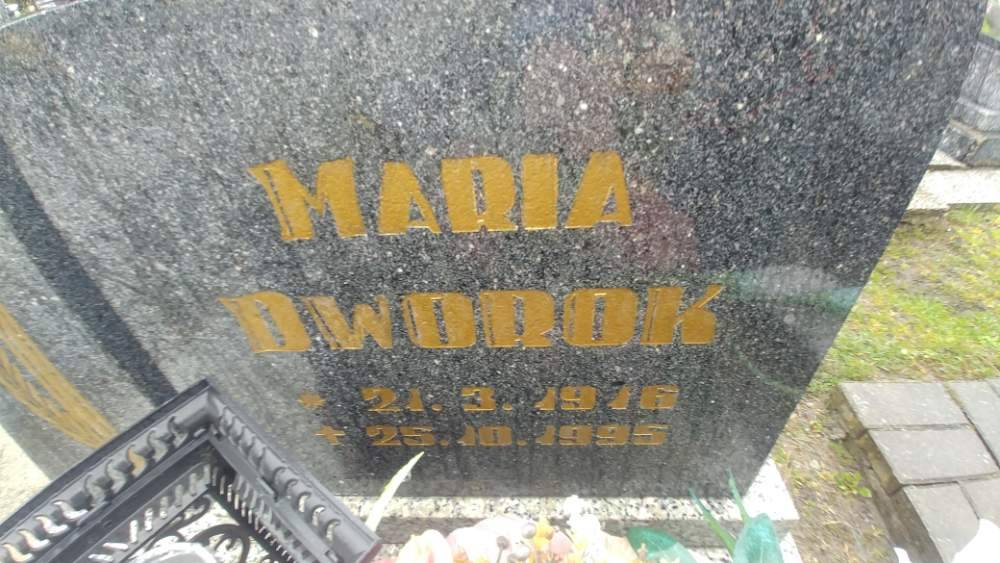 MARIA
DWOROK
* 21. 3. 1916
✝ 25. 10. 1995